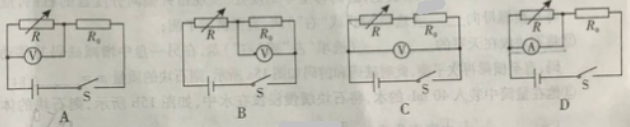 R R₀ R R₀ R R₀ R R₀
V V V A
S S S S
A B C D